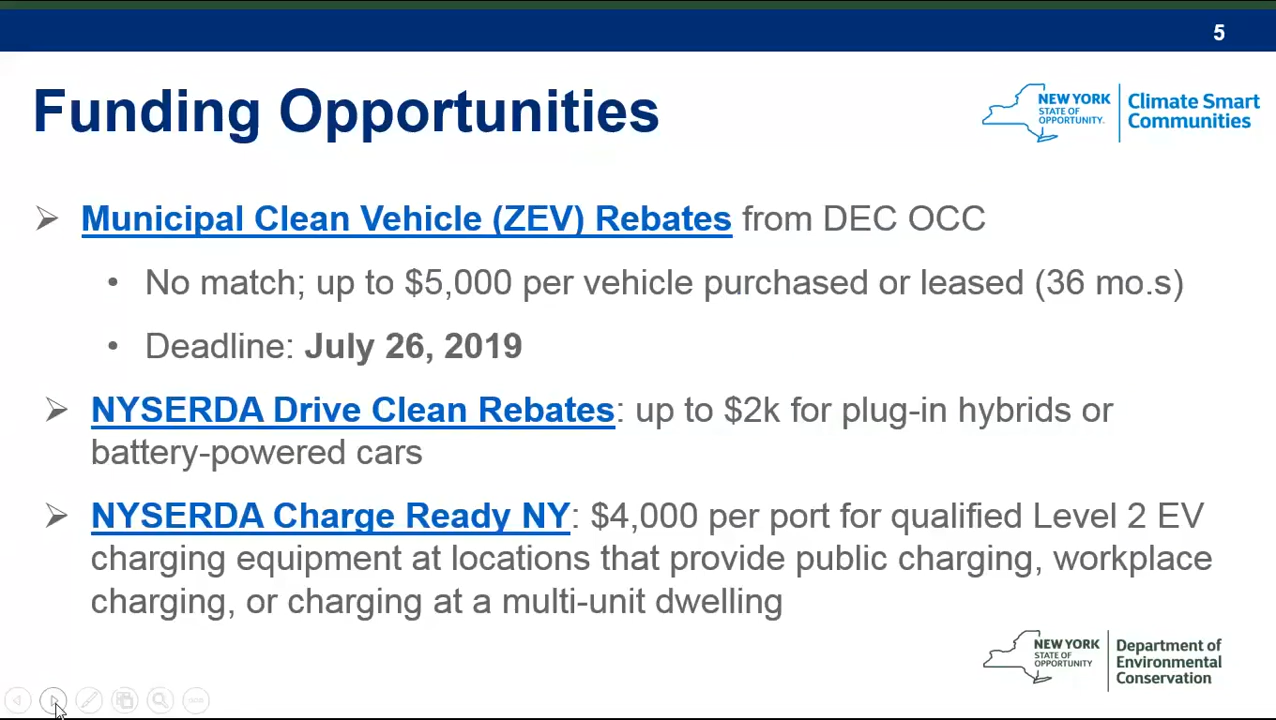 5
Funding Opportunities
NEW YORK
STATE OF
OPPORTUNITY.
Climate Smart
Communities
Municipal Clean Vehicle (ZEV) Rebates from DEC OCC
No match; up to $5,000 per vehicle purchased or leased (36 mo.s)
Deadline: July 26, 2019
NYSERDA Drive Clean Rebates: up to $2k for plug-in hybrids or
battery-powered cars
NYSERDA Charge Ready NY: $4,000 per port for qualified Level 2 EV
charging equipment at locations that provide public charging, workplace
charging, or charging at a multi-unit dwelling
NEW YORK
STATE OF
OPPORTUNITY
Department of
Environmental
Conservation